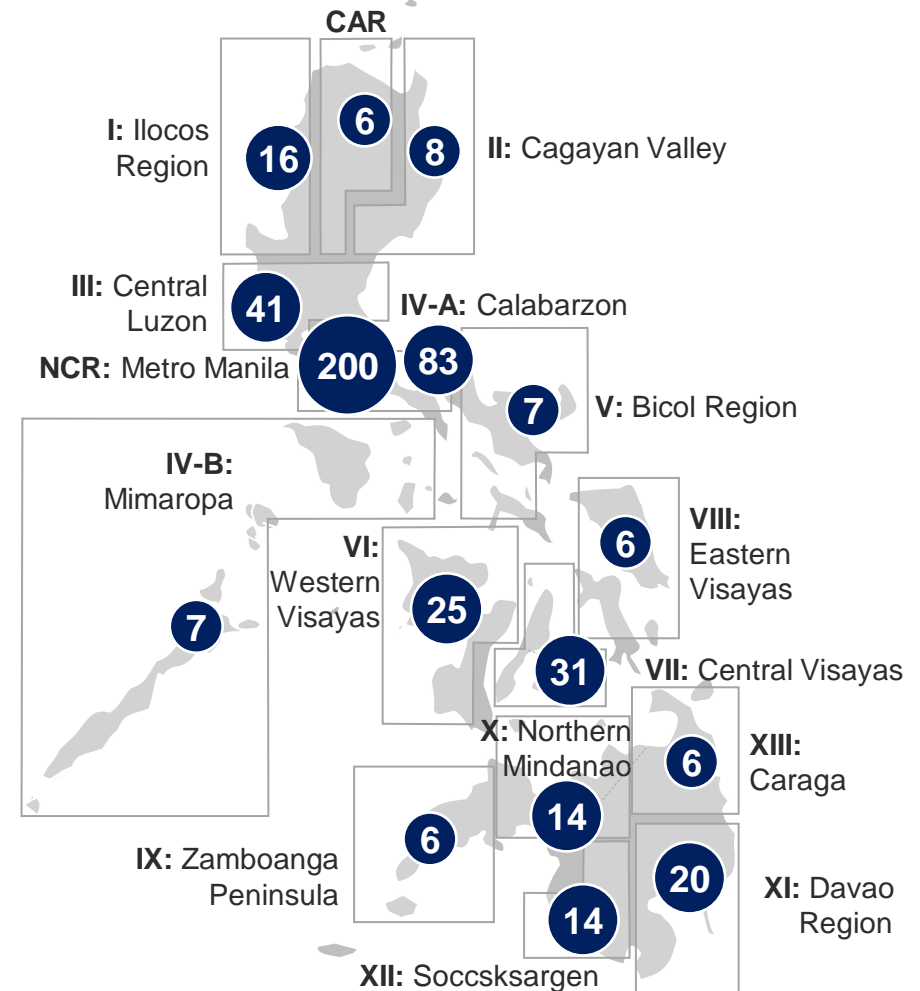 CAR
6
I: Ilocos
Region
16
8
II: Cagayan Valley
III: Central
Luzon
41
IV-A: Calabarzon
NCR: Metro Manila
200
83
7
V: Bicol Region
IV-B:
Mimaropa
7
VI:
Western
Visayas
25
6
VIII:
Eastern
Visayas
31
VII: Central Visayas
X: Northern
Mindanao
14
6
XIII:
Caraga
IX: Zamboanga
Peninsula
6
20
XI: Davao
Region
14
XII: Soccsksargen